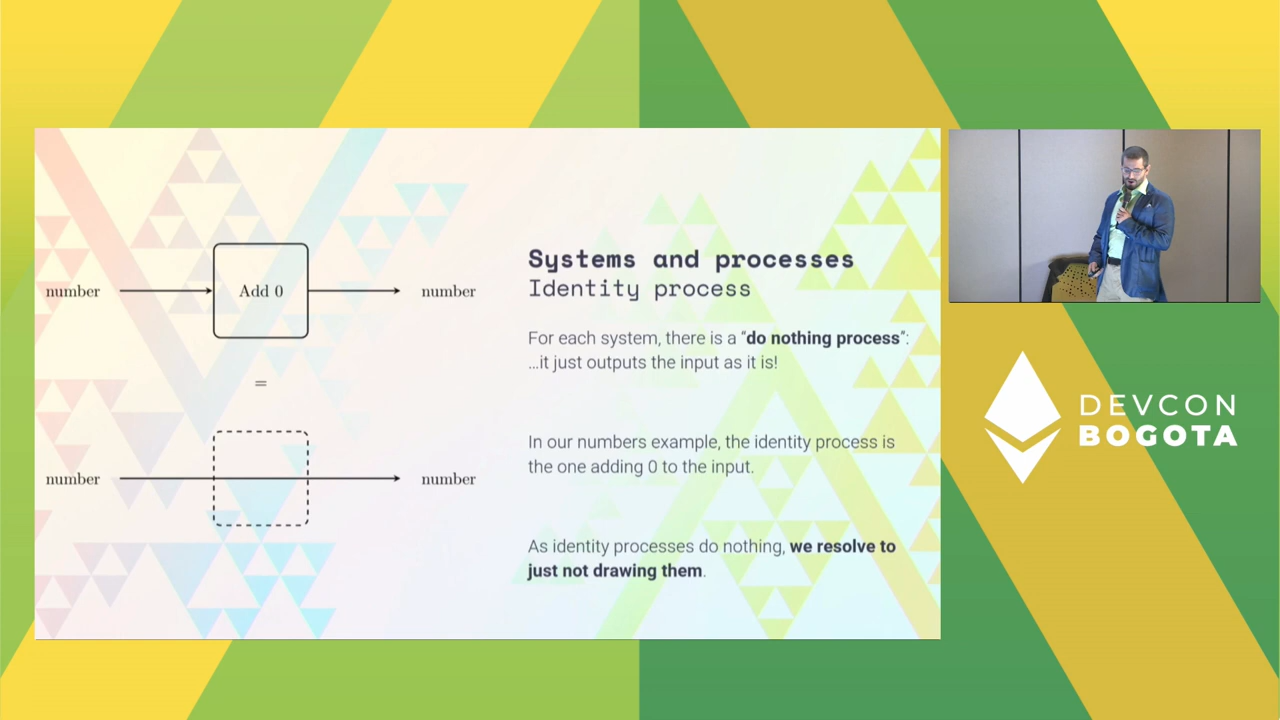 Systems and processes
Identity process
number
Add 0
number
=
number
number
For each system, there is a “do nothing process”:
...it just outputs the input as it is!
In our numbers example, the identity process is
the one adding 0 to the input.
As identity processes do nothing, we resolve to
just not drawing them.
DEVCON
BOGOTA